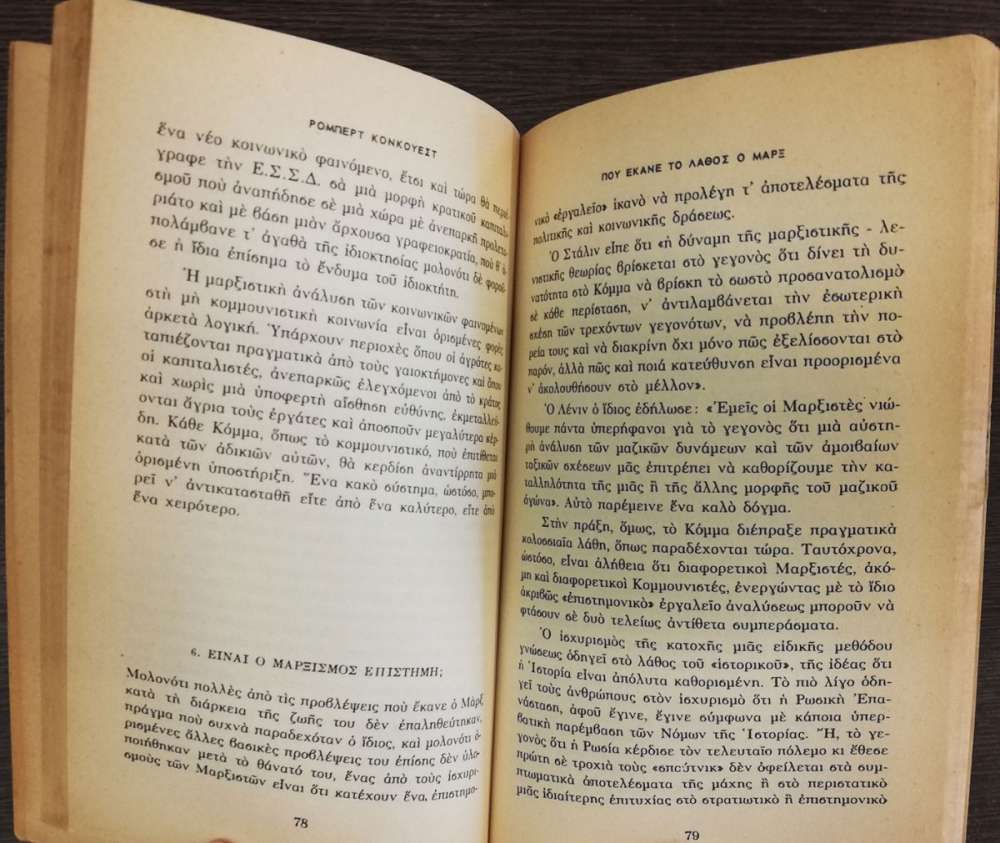 ΡΟΜΠΕΡΤ ΚΟΝΚΟΥΕΣΤ
ἕνα νέο κοινωνικὸ φαινόμενο, ἔτσι καὶ τώρα θὰ περιέ-
γραφε τὴν Ε.Σ.Σ.Δ. σὰ μιὰ μορφὴ κρατικοῦ καπιταλι-
σμοῦ ποὺ ἀναπήδησε σὲ μιὰ χώρα μὲ ἀνεπαρκῆ προλετα-
ριάτο καὶ μὲ βάση μιὰν ἄρχουσα γραφειοκρατία, ποὺ θ' ἀ-
πολάμβανε τ' ἀγαθὰ τῆς ἰδιοκτησίας μολονότι δὲ φοροῦ-
σε ἡ ἴδια ἐπίσημα τὸ ἔνδυμα τοῦ ἰδιοκτήτη.
Ἡ μαρξιστικὴ ἀνάλυση τῶν κοινωνικῶν φαινομένων
στὴ μὴ κομμουνιστικὴ κοινωνία εἶναι ὁρισμένες φορὲς
ἀρκετὰ λογική. Ὑπάρχουν περιοχὲς ὅπου οἱ ἀγρότες κα-
ταπιέζονται πραγματικὰ ἀπὸ τοὺς γαιοκτήμονες καὶ ὅπου
οἱ καπιταλιστές, ἀνεπαρκῶς ἐλεγχόμενοι ἀπὸ τὸ κράτος
καὶ χωρὶς μιὰ ὑποφερτὴ αἴσθηση εὐθύνης, ἐκμεταλλεύ-
ονται ἄγρια τοὺς ἐργάτες καὶ ἀποσποῦν μεγαλύτερα κέρ-
δη. Κάθε Κόμμα, ὅπως τὸ κομμουνιστικό, ποὺ ἐπιτίθεται
κατὰ τῶν ἀδικιῶν αὐτῶν, θὰ κερδίση ἀναντίρρητα μιὰ
ὁρισμένη ὑποστήριξη. Ἕνα κακὸ σύστημα, ὡστόσο, μπο-
ρεῖ ν' ἀντικατασταθῆ εἴτε ἀπὸ ἕνα καλύτερο, εἴτε ἀπὸ
ἕνα χειρότερο.
6. ΕΙΝΑΙ Ο ΜΑΡΞΙΣΜΟΣ ΕΠΙΣΤΗΜΗ;
Μολονότι πολλὲς ἀπὸ τὶς προβλέψεις ποὺ ἔκανε ὁ Μὰρξ
κατὰ τὴ διάρκεια τῆς ζωῆς του δὲν ἐπαληθεύτηκαν,
πράγμα ποὺ συχνὰ παραδεχόταν ὁ ἴδιος, καὶ μολονότι ὁ-
ρισμένες ἄλλες βασικὲς προβλέψεις του ἐπίσης δὲν ὑλο-
ποιήθηκαν μετὰ τὸ θάνατό του, ἕνας ἀπὸ τοὺς ἰσχυρι-
σμοὺς τῶν Μαρξιστῶν εἶναι ὅτι κατέχουν ἕνα, ἐπιστημο-
78
ΠΟΥ ΕΚΑΝΕ ΤΟ ΛΑΘΟΣ Ο ΜΑΡΞ
νικὸ «ἐργαλεῖο» ἱκανὸ νὰ προλέγη τ' ἀποτελέσματα τῆς
πολιτικῆς καὶ κοινωνικῆς δράσεως.
Ὁ Στάλιν εἶπε ὅτι «ἡ δύναμη τῆς μαρξιστικῆς - λε-
νιστικῆς θεωρίας βρίσκεται στὸ γεγονὸς ὅτι δίνει τὴ δυ-
νατότητα στὸ Κόμμα νὰ βρίσκη τὸ σωστὸ προσανατολισμὸ
σὲ κάθε περίσταση, ν' ἀντιλαμβάνεται τὴν ἐσωτερικὴ
σχέση τῶν τρεχόντων γεγονότων, νὰ προβλέπη τὴν πο-
ρεία τους καὶ νὰ διακρίνη ὄχι μόνο πῶς ἐξελίσσονται στὸ
παρόν, ἀλλὰ πῶς καὶ ποιά κατεύθυνση εἶναι προορισμένα
ν' ἀκολουθήσουν στὸ μέλλον».
Ὁ Λένιν ὁ ἴδιος ἐδήλωσε: «Ἐμεῖς οἱ Μαρξιστὲς νιώ-
θουμε πάντα ὑπερήφανοι γιὰ τὸ γεγονὸς ὅτι μιὰ αὐστη-
ρὴ ἀνάλυση τῶν μαζικῶν δυνάμεων καὶ τῶν ἀμοιβαίων
ταξικῶν σχέσεων μᾶς ἐπιτρέπει νὰ καθορίζουμε τὴν κα-
ταλληλότητα τῆς μιᾶς ἢ τῆς ἄλλης μορφῆς τοῦ μαζικοῦ
ἀγώνα». Αὐτὸ παρέμεινε ἕνα καλὸ δόγμα.
Στὴν πράξη, ὅμως, τὸ Κόμμα διέπραξε πραγματικὰ
κολοσσιαῖα λάθη, ὅπως παραδέχονται τώρα. Ταυτόχρονα,
ὡστόσο, εἶναι ἀλήθεια ὅτι διαφορετικοὶ Μαρξιστές, ἀκό-
μη καὶ διαφορετικοὶ Κομμουνιστές, ἐνεργώντας μὲ τὸ ἴδιο
ἀκριβῶς «ἐπιστημονικὸ» ἐργαλεῖο ἀναλύσεως μποροῦν νὰ
φτάσουν σὲ δυὸ τελείως ἀντίθετα συμπεράσματα.
Ὁ ἰσχυρισμὸς τῆς κατοχῆς μιᾶς εἰδικῆς μεθόδου
γνώσεως ὁδηγεῖ στὸ λάθος τοῦ «ἱστορικοῦ», τῆς ἰδέας ὅτι
ἡ Ἱστορία εἶναι ἀπόλυτα καθορισμένη. Τὸ πιὸ λίγο ὁδη-
γεῖ τοὺς ἀνθρώπους στὸν ἰσχυρισμὸ ὅτι ἡ Ρωσικὴ Ἐπα-
νάσταση, ἀφοῦ ἔγινε, ἔγινε σύμφωνα μὲ κάποια ὑπερ-
βατικὴ παρέμβαση τῶν Νόμων τῆς Ἱστορίας. Ἤ, τὸ γε-
γονὸς ὅτι ἡ Ρωσία κέρδισε τὸν τελευταῖο πόλεμο κι ἔθεσε
πρώτη σὲ τροχιὰ τοὺς «σπούτνικ» δὲν ὀφείλεται στὰ συμ-
πτωματικὰ ἀποτελέσματα τῆς μάχης ἢ στὸ περιστατικὸ
μιᾶς ἰδιαίτερης ἐπιτυχίας στὸ στρατιωτικὸ ἢ ἐπιστημονικὸ
79